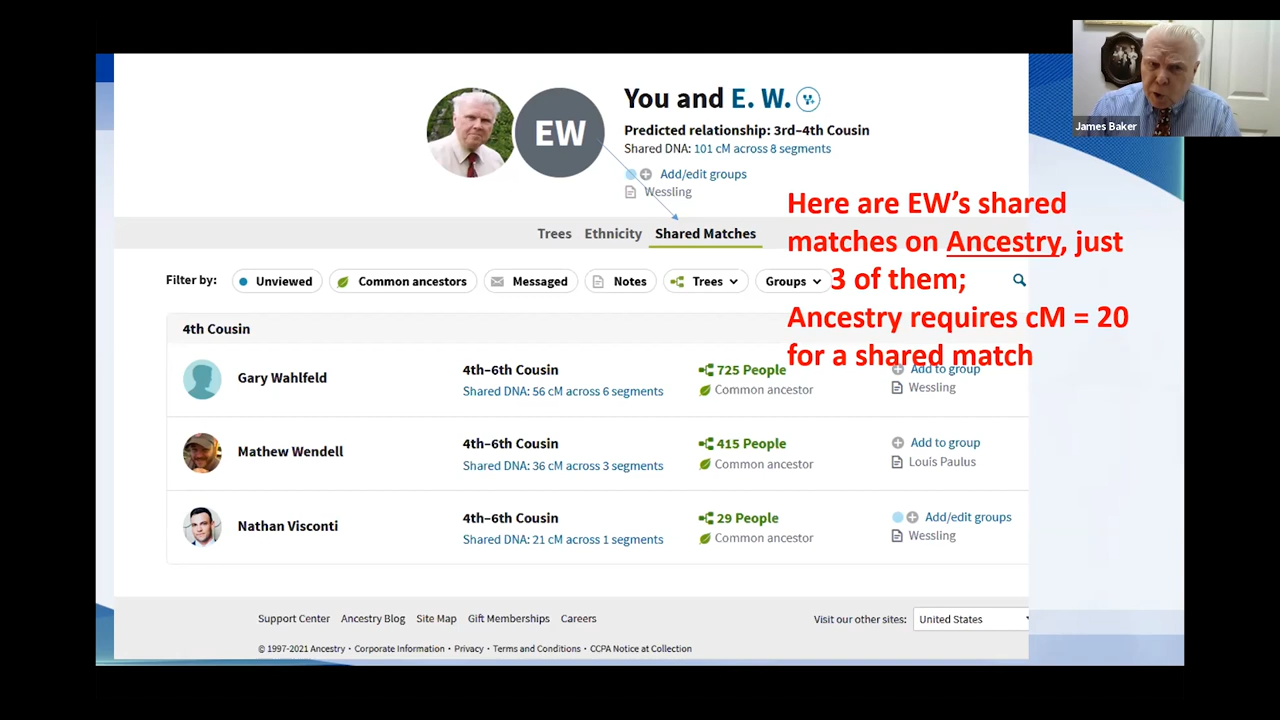 James Baker
EW
You and E. W.
Predicted relationship: 3rd–4th Cousin
Shared DNA: 101 cM across 8 segments
Add/edit groups
Wessling
Here are EW's shared
matches on Ancestry, just
3 of them;
Ancestry requires cM = 20
for a shared match
Trees Ethnicity Shared Matches
Filter by: Unviewed Common ancestors Messaged Notes Trees Groups
4th Cousin
Gary Wahlfeld
4th–6th Cousin
Shared DNA: 56 cM across 6 segments
725 People
Common ancestor
Add to group
Wessling
Mathew Wendell
4th–6th Cousin
Shared DNA: 36 cM across 3 segments
415 People
Common ancestor
Add to group
Louis Paulus
Nathan Visconti
4th–6th Cousin
Shared DNA: 21 cM across 1 segments
29 People
Common ancestor
Add/edit groups
Wessling
Support Center Ancestry Blog Site Map Gift Memberships Careers
Visit our other sites: United States
© 1997-2021 Ancestry • Corporate Information • Privacy • Terms and Conditions • CCPA Notice at Collection